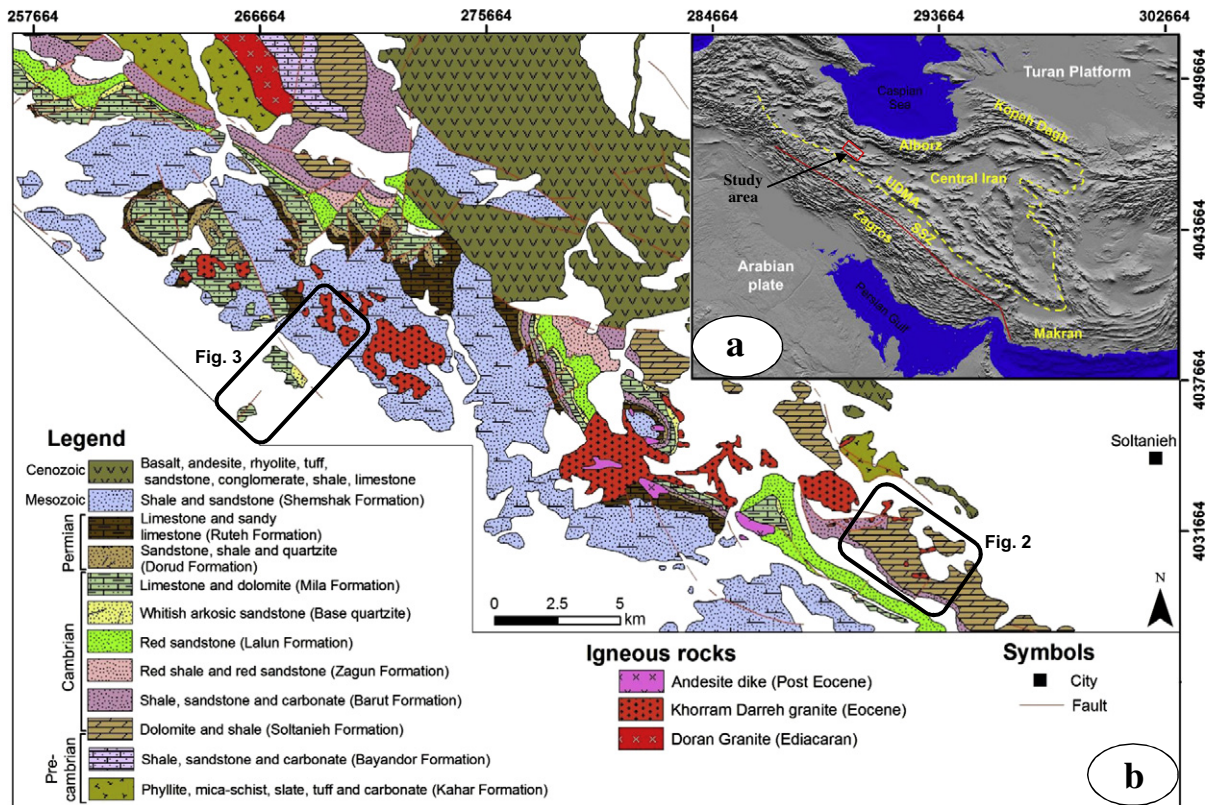 257664
266664
275664
284664
293664
302664
4049664
4043664
4037664
4031664
Turan Platform
Caspian
Sea
Kopeh Dagh
Alborz
Study
area
Central Iran
UDMA
SSZ
Zagros
Arabian
plate
Persian Gulf
Makran
a
Fig. 3
Soltanieh
Fig. 2
N
0 2.5 5
km
Legend
Cenozoic
Basalt, andesite, rhyolite, tuff,
sandstone, conglomerate, shale, limestone
Mesozoic
Shale and sandstone (Shemshak Formation)
Permian
Limestone and sandy
limestone (Ruteh Formation)
Sandstone, shale and quartzite
(Dorud Formation)
Cambrian
Limestone and dolomite (Mila Formation)
Whitish arkosic sandstone (Base quartzite)
Red sandstone (Lalun Formation)
Red shale and red sandstone (Zagun Formation)
Shale, sandstone and carbonate (Barut Formation)
Dolomite and shale (Soltanieh Formation)
Pre-
cambrian
Shale, sandstone and carbonate (Bayandor Formation)
Phyllite, mica-schist, slate, tuff and carbonate (Kahar Formation)
Igneous rocks
Andesite dike (Post Eocene)
Khorram Darreh granite (Eocene)
Doran Granite (Ediacaran)
Symbols
City
Fault
b